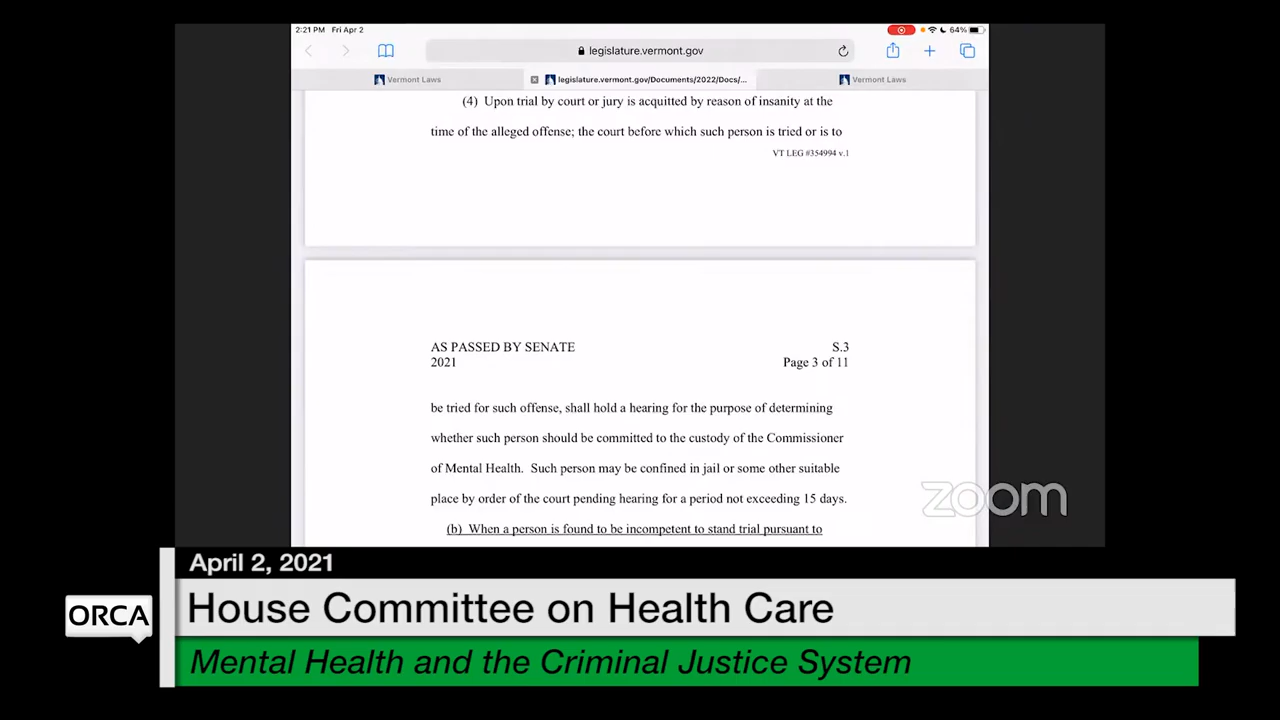 2:21 PM Fri Apr 2
64%
legislature.vermont.gov
Vermont Laws
legislature.vermont.gov/Documents/2022/Docs/...
Vermont Laws
(4) Upon trial by court or jury is acquitted by reason of insanity at the
time of the alleged offense; the court before which such person is tried or is to
VT LEG #354994 v.1
AS PASSED BY SENATE
S.3
2021
Page 3 of 11
be tried for such offense, shall hold a hearing for the purpose of determining
whether such person should be committed to the custody of the Commissioner
of Mental Health. Such person may be confined in jail or some other suitable
place by order of the court pending hearing for a period not exceeding 15 days.
(b) When a person is found to be incompetent to stand trial pursuant to
zoom
April 2, 2021
ORCA
House Committee on Health Care
Mental Health and the Criminal Justice System